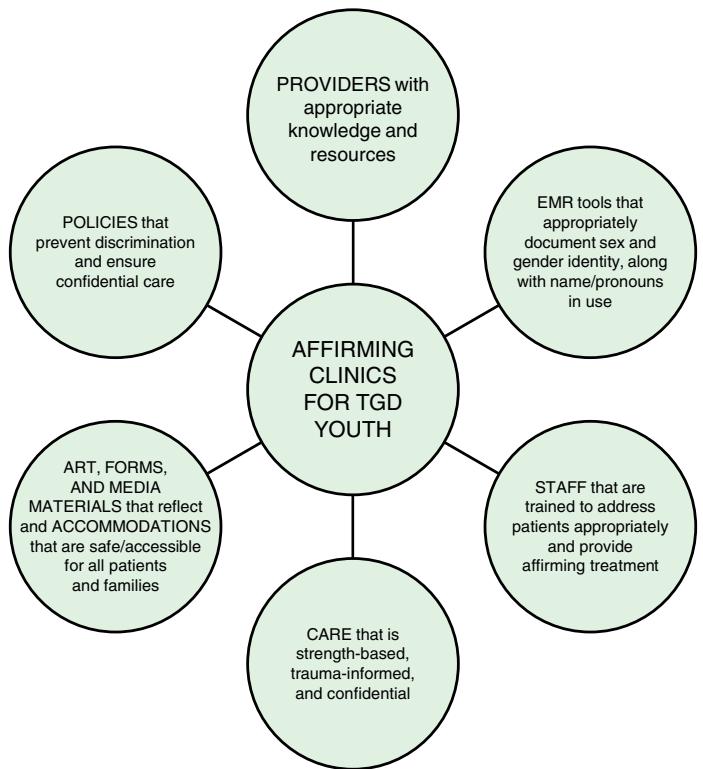 PROVIDERS with
appropriate
knowledge and
resources
EMR tools that
appropriately
document sex and
gender identity, along
with name/pronouns
in use
STAFF that are
trained to address
patients appropriately
and provide
affirming treatment
CARE that is
strength-based,
trauma-informed,
and confidential
ART, FORMS,
AND MEDIA
MATERIALS that reflect
and ACCOMMODATIONS
that are safe/accessible
for all patients
and families
POLICIES that
prevent discrimination
and ensure
confidential care
AFFIRMING
CLINICS
FOR TGD
YOUTH